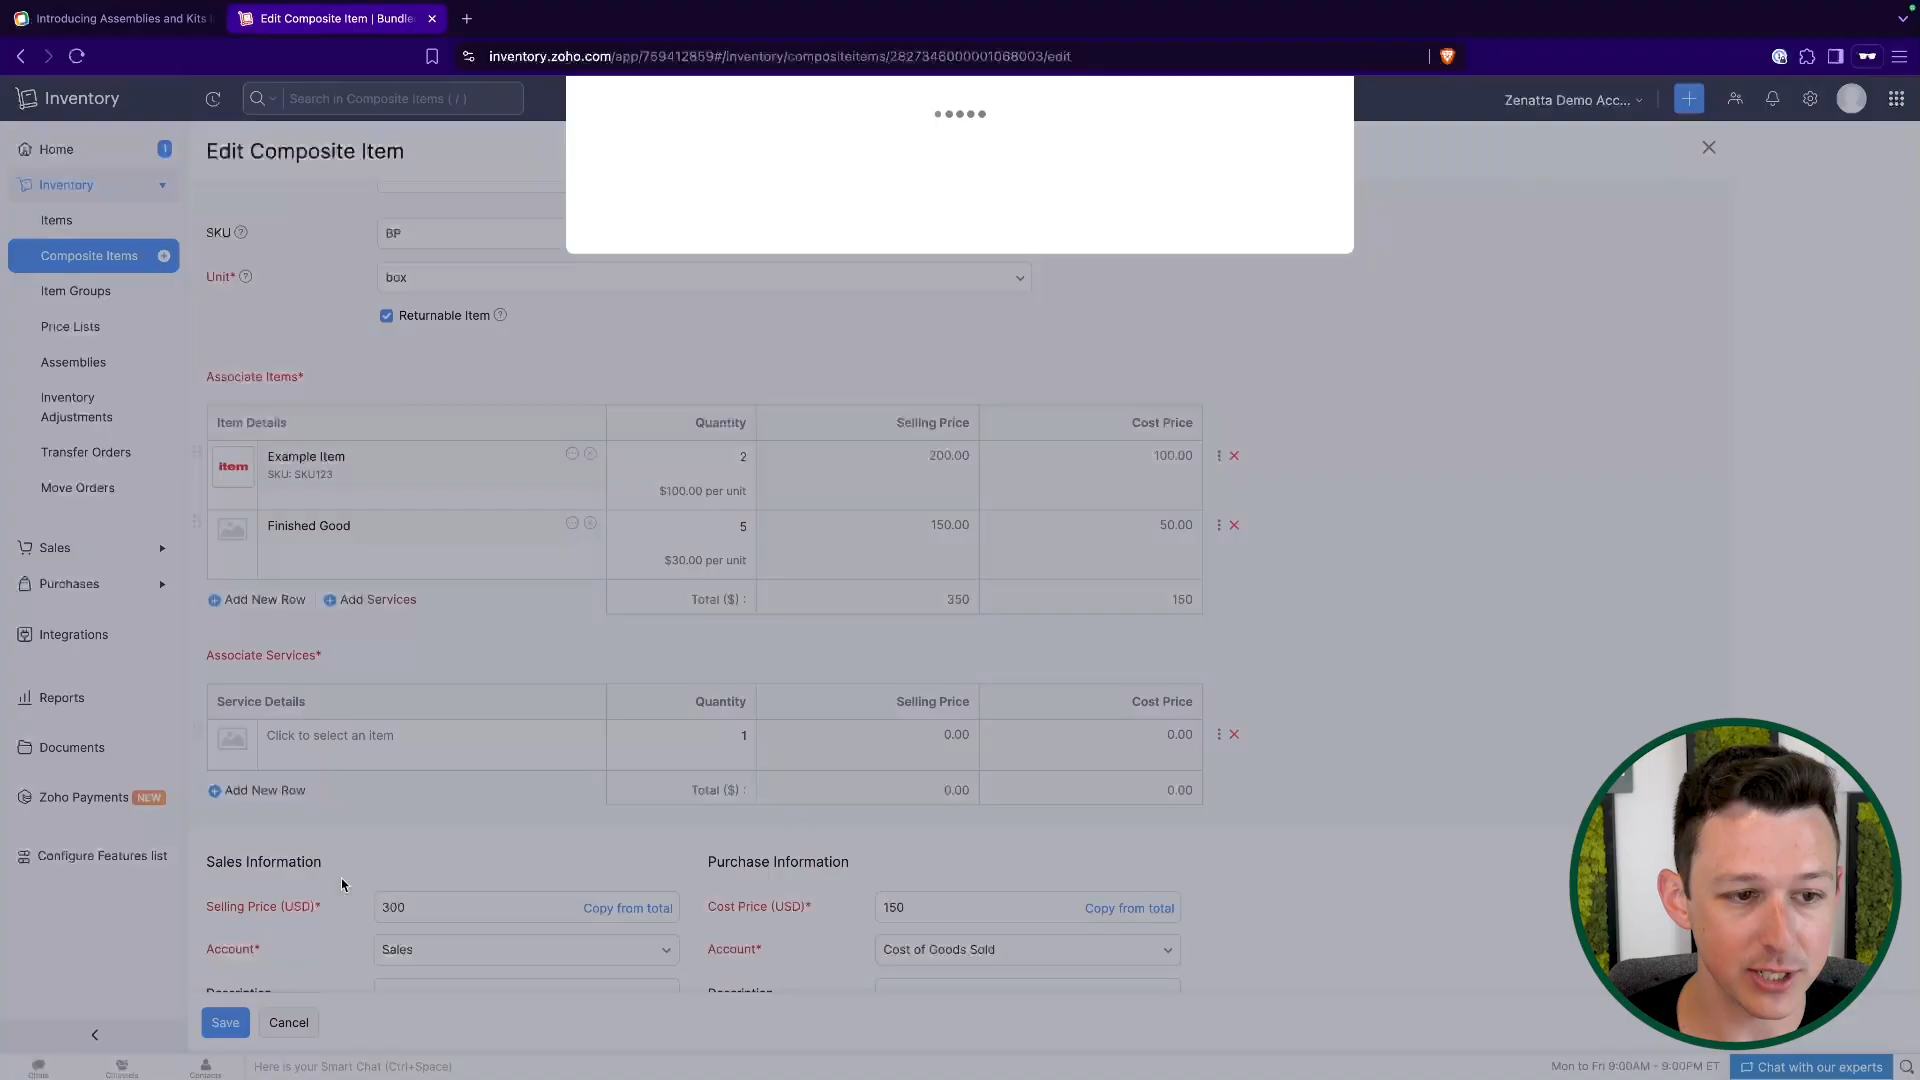 Introducing Assemblies and Kits i
Edit Composite Item | Bundle
inventory.zoho.com/app/759412859#/inventory/compositeitems/2827346000001068003/edit
Inventory
Search in Composite Items ( / )
Zenatta Demo Acc...
Home
1
Edit Composite Item
Inventory
Items
SKU
BP
Composite Items
Unit*
box
Item Groups
Returnable Item
Price Lists
Assemblies
Associate Items*
Inventory
Adjustments
Item Details
Quantity
Selling Price
Cost Price
Transfer Orders
item
Example Item
2
200.00
100.00
SKU: SKU123
Move Orders
$100.00 per unit
Finished Good
5
150.00
50.00
Sales
$30.00 per unit
Purchases
Add New Row
Add Services
Total ($) :
350
150
Integrations
Associate Services*
Reports
Service Details
Quantity
Selling Price
Cost Price
Documents
Click to select an item
1
0.00
0.00
Zoho Payments NEW
Add New Row
Total ($) :
0.00
0.00
Configure Features list
Sales Information
Purchase Information
Selling Price (USD)*
300
Copy from total
Cost Price (USD)*
150
Copy from total
Account*
Sales
Account*
Cost of Goods Sold
Description
Description
Save
Cancel
Chats
Channels
Contacts
Here is your Smart Chat (Ctrl+Space)
Mon to Fri 9:00AM - 9:00PM ET
Chat with our experts